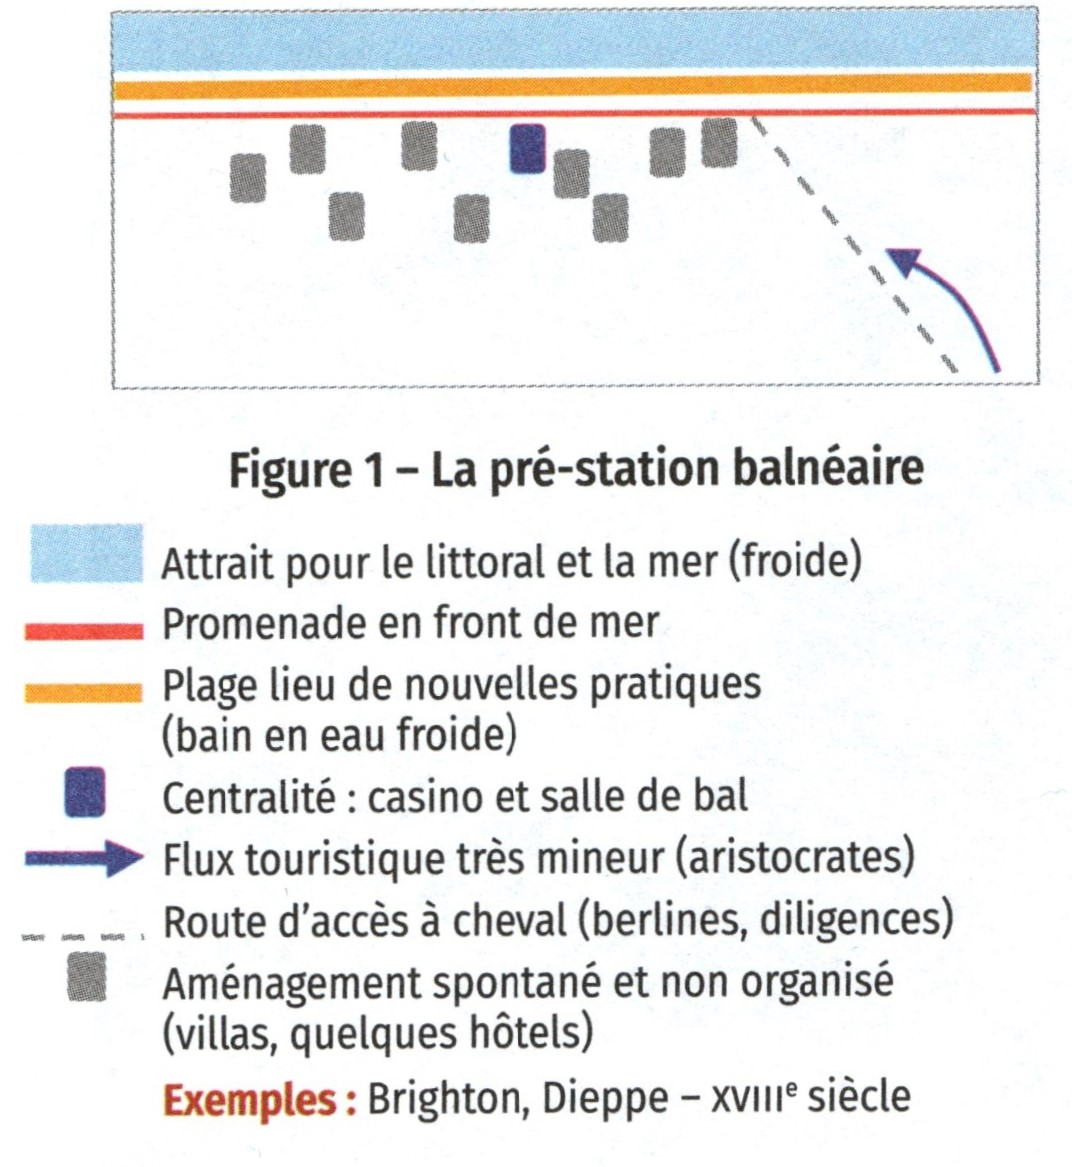 Figure 1 – La pré-station balnéaire
Attrait pour le littoral et la mer (froide)
Promenade en front de mer
Plage lieu de nouvelles pratiques
(bain en eau froide)
Centralité : casino et salle de bal
Flux touristique très mineur (aristocrates)
Route d’accès à cheval (berlines, diligences)
Aménagement spontané et non organisé
(villas, quelques hôtels)
Exemples : Brighton, Dieppe – XVIIIe siècle